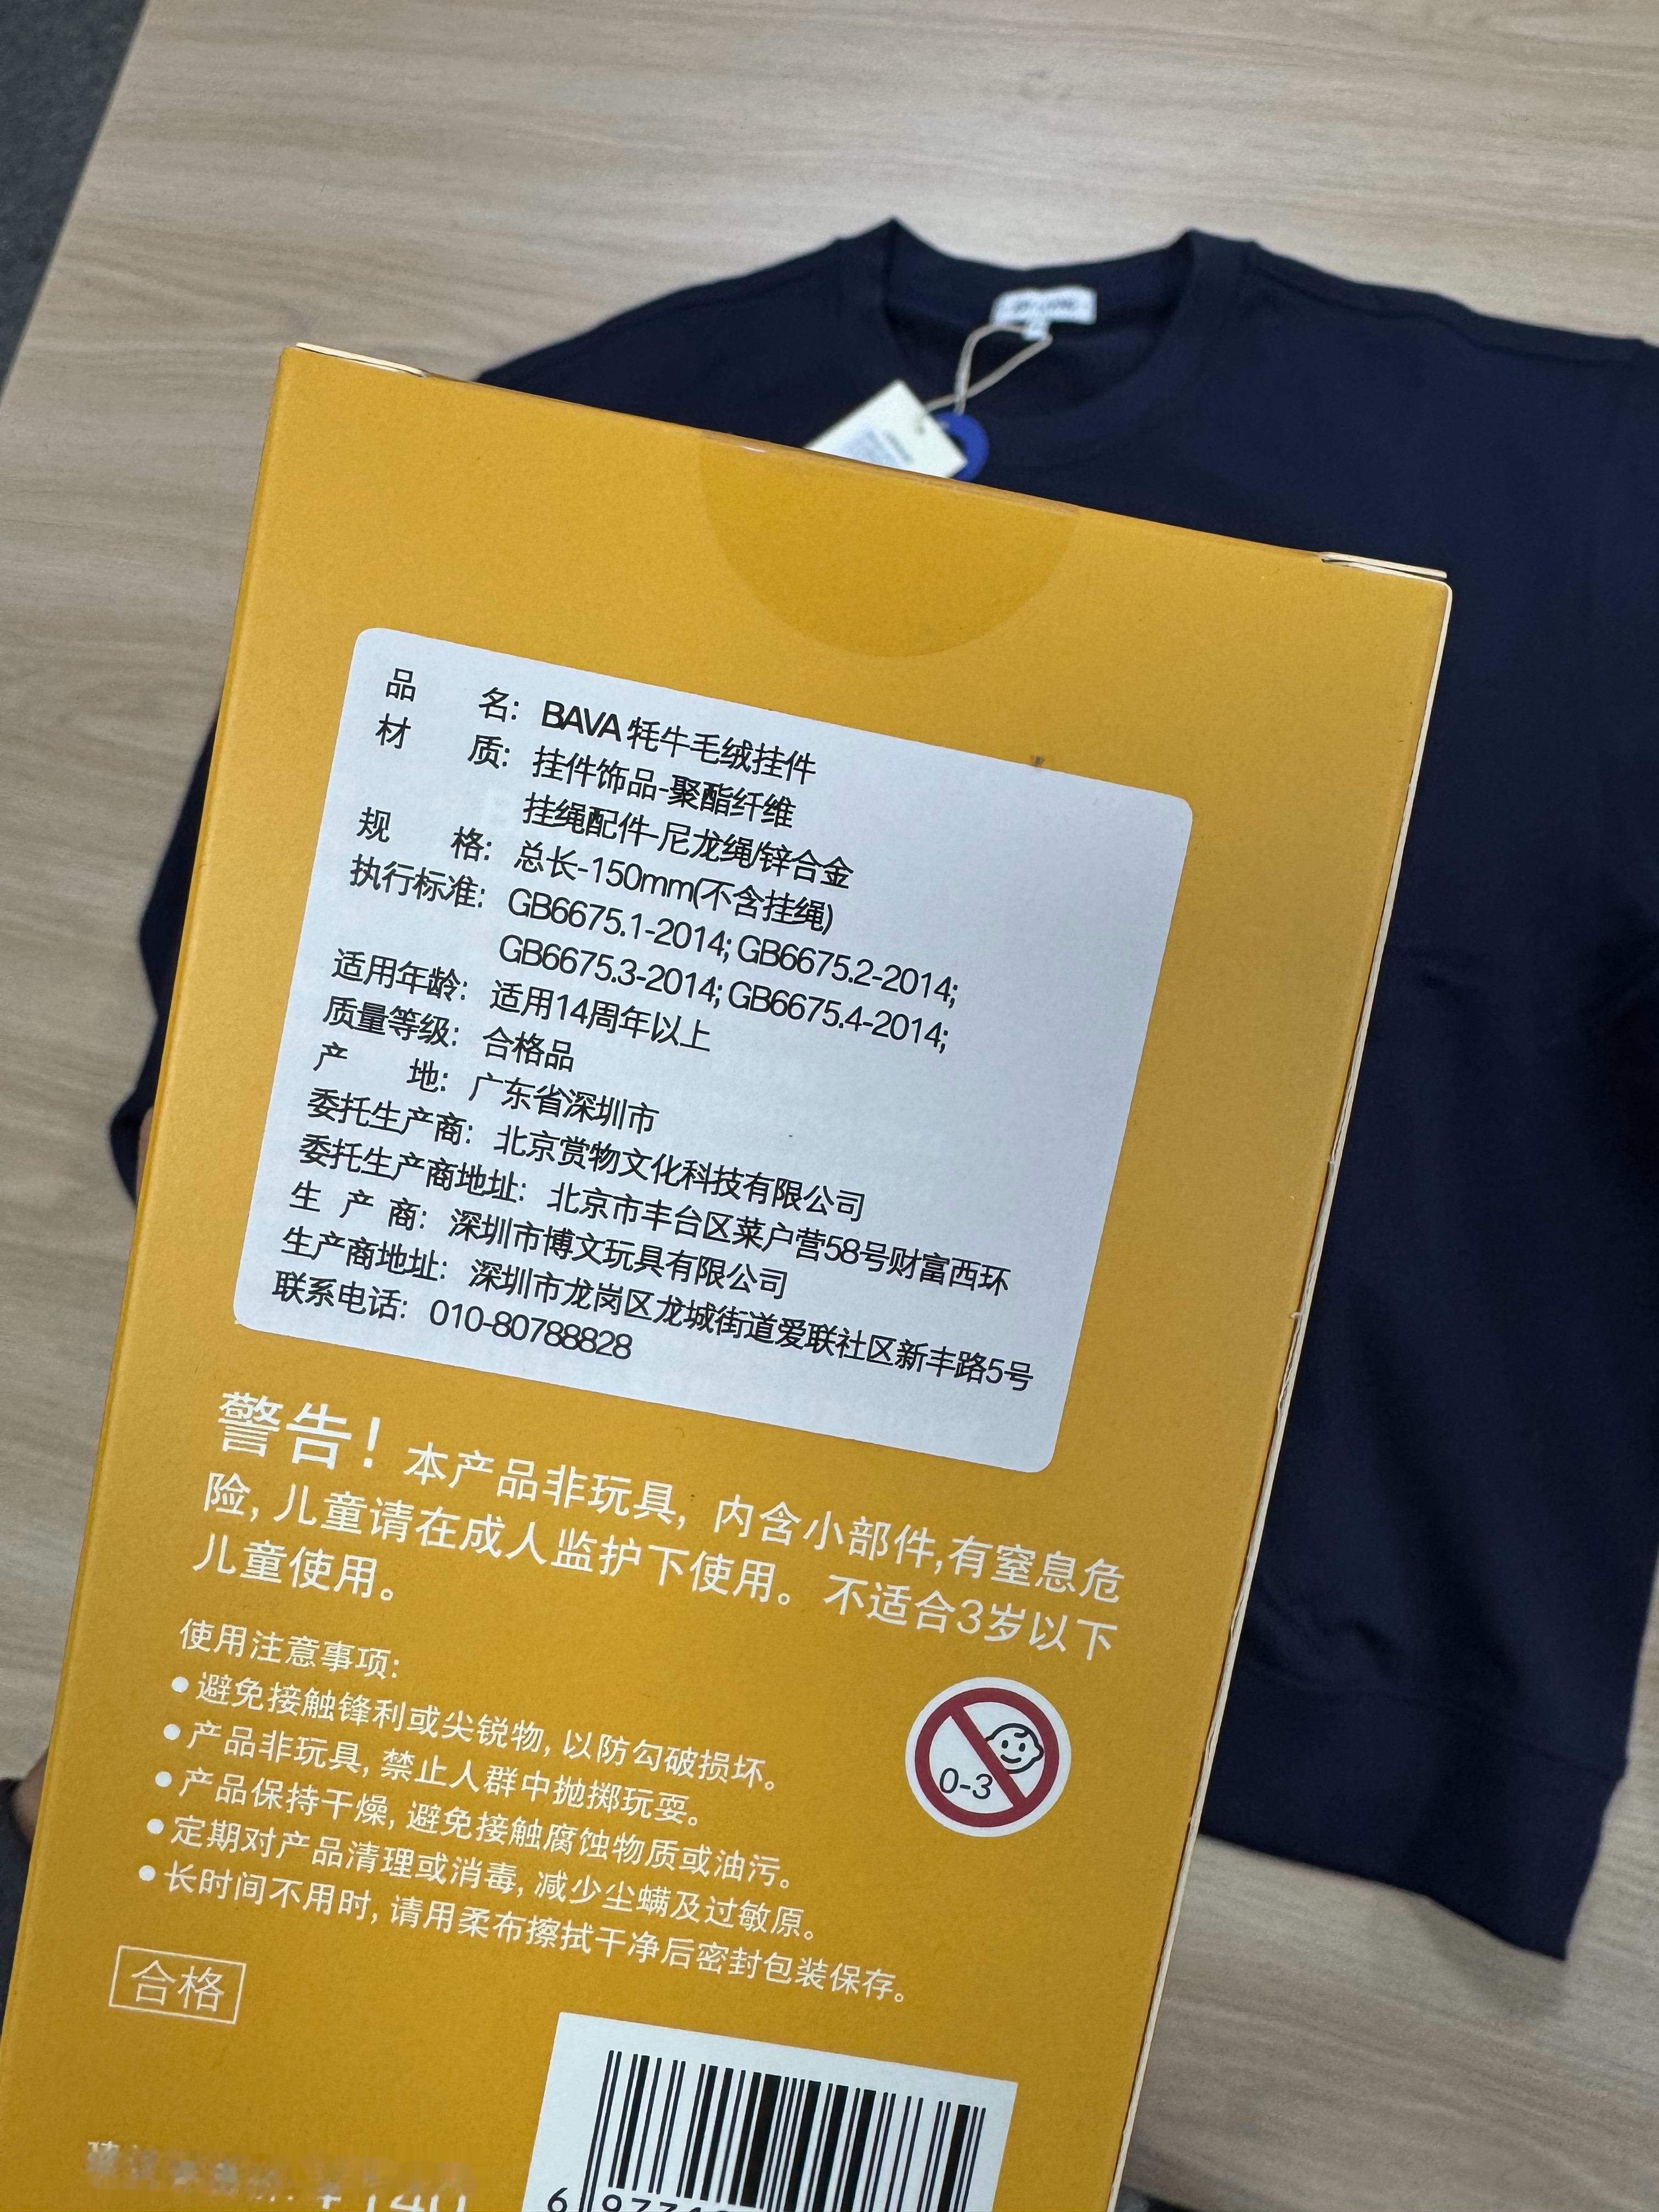 品 名: BAVA 牦牛毛绒挂件
材 质: 挂件饰品-聚酯纤维
挂绳配件-尼龙绳/锌合金
规 格: 总长-150mm(不含挂绳)
执行标准: GB6675.1-2014; GB6675.2-2014;
GB6675.3-2014; GB6675.4-2014;
适用年龄: 适用14周年以上
质量等级: 合格品
产 地: 广东省深圳市
委托生产商: 北京赏物文化科技有限公司
委托生产商地址: 北京市丰台区菜户营58号财富西环
生 产 商: 深圳市博文玩具有限公司
生产商地址: 深圳市龙岗区龙城街道爱联社区新丰路5号
联系电话: 010-80788828
警告! 本产品非玩具, 内含小部件,有窒息危
险, 儿童请在成人监护下使用。不适合3岁以下
儿童使用。
使用注意事项:
● 避免接触锋利或尖锐物, 以防勾破损坏。
● 产品非玩具, 禁止人群中抛掷玩耍。
● 产品保持干燥, 避免接触腐蚀物质或油污。
● 定期对产品清理或消毒, 减少尘螨及过敏原。
● 长时间不用时, 请用柔布擦拭干净后密封包装保存。
0-3
合格